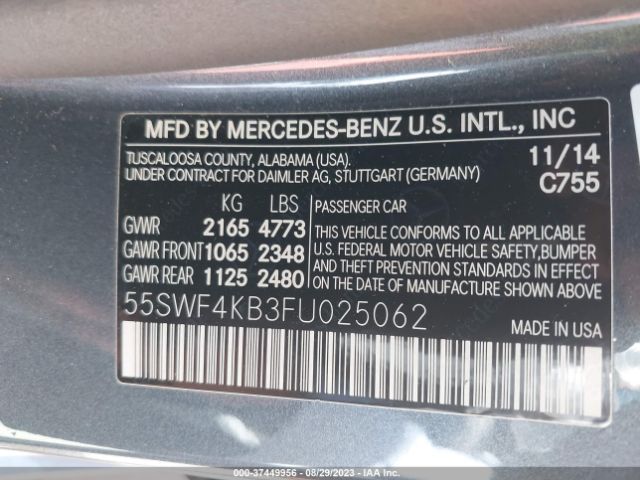 MFD BY MERCEDES-BENZ U.S. INTL., INC
TUSCALOOSA COUNTY, ALABAMA (USA). 11/14
UNDER CONTRACT FOR DAIMLER AG, STUTTGART (GERMANY) C755
KG LBS
GVWR 2165 4773
GAWR FRONT 1065 2348
GAWR REAR 1125 2480
PASSENGER CAR
THIS VEHICLE CONFORMS TO ALL APPLICABLE
U.S. FEDERAL MOTOR VEHICLE SAFETY,BUMPER
AND THEFT PREVENTION STANDARDS IN EFFECT
ON THE DATE OF MANUFACTURE SHOWN ABOVE
55SWF4KB3FU025062
MADE IN USA
000-37449956 - 08/29/2023 - IAA Inc.